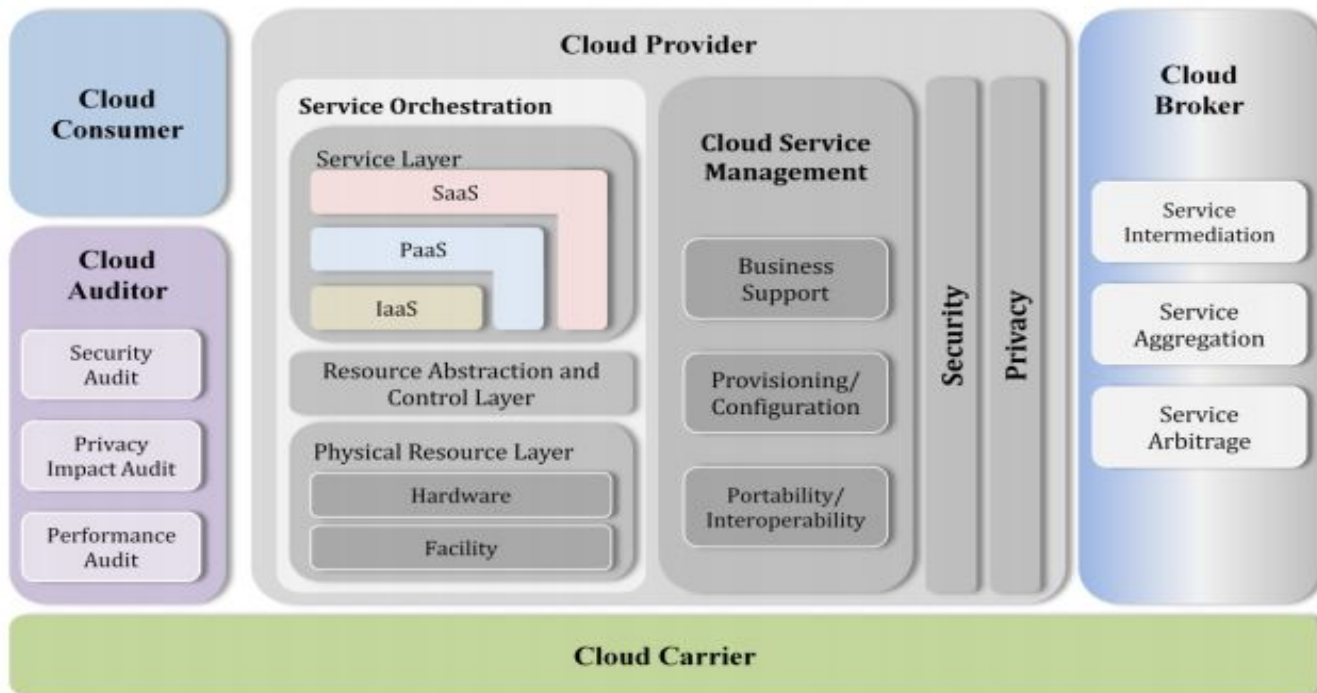 Cloud
Consumer
Cloud
Auditor
Security
Audit
Privacy
Impact Audit
Performance
Audit
Cloud Provider
Service Orchestration
Service Layer
SaaS
PaaS
IaaS
Resource Abstraction and
Control Layer
Physical Resource Layer
Hardware
Facility
Cloud Service
Management
Business
Support
Provisioning/
Configuration
Portability/
Interoperability
Security
Privacy
Cloud
Broker
Service
Intermediation
Service
Aggregation
Service
Arbitrage
Cloud Carrier